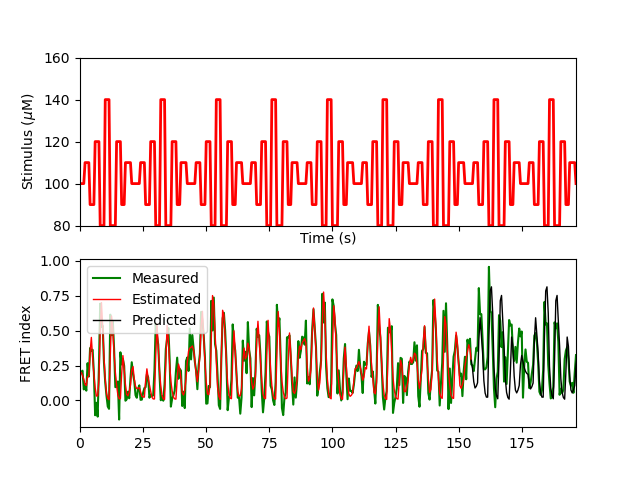 160
140
120
100
80
Stimulus (μM)
Time (s)
1.00
0.75
0.50
0.25
0.00
FRET index
Measured
Estimated
Predicted
0 25 50 75 100 125 150 175